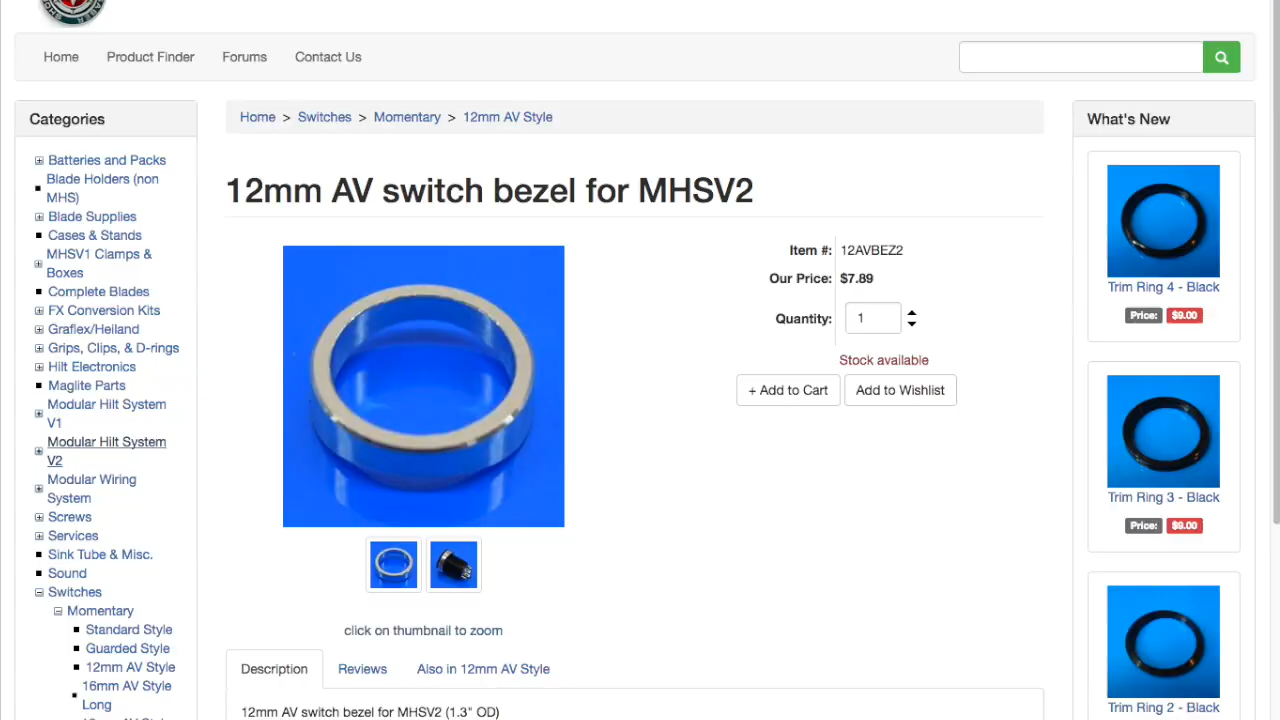 Home
Product Finder
Forums
Contact Us
Categories
Batteries and Packs
Blade Holders (non
MHS)
Blade Supplies
Cases & Stands
MHSV1 Clamps &
Boxes
Complete Blades
FX Conversion Kits
Graflex/Heiland
Grips, Clips, & D-rings
Hilt Electronics
Maglite Parts
Modular Hilt System
V1
Modular Hilt System
V2
Modular Wiring
System
Screws
Services
Sink Tube & Misc.
Sound
Switches
Momentary
Standard Style
Guarded Style
12mm AV Style
16mm AV Style
Long
Home > Switches > Momentary > 12mm AV Style
12mm AV switch bezel for MHSV2
Item #: 12AVBEZ2
Our Price: $7.89
Quantity: 1
Stock available
+ Add to Cart
Add to Wishlist
click on thumbnail to zoom
Description
Reviews
Also in 12mm AV Style
12mm AV switch bezel for MHSV2 (1.3" OD)
What's New
Trim Ring 4 - Black
Price: $9.00
Trim Ring 3 - Black
Price: $9.00
Trim Ring 2 - Black